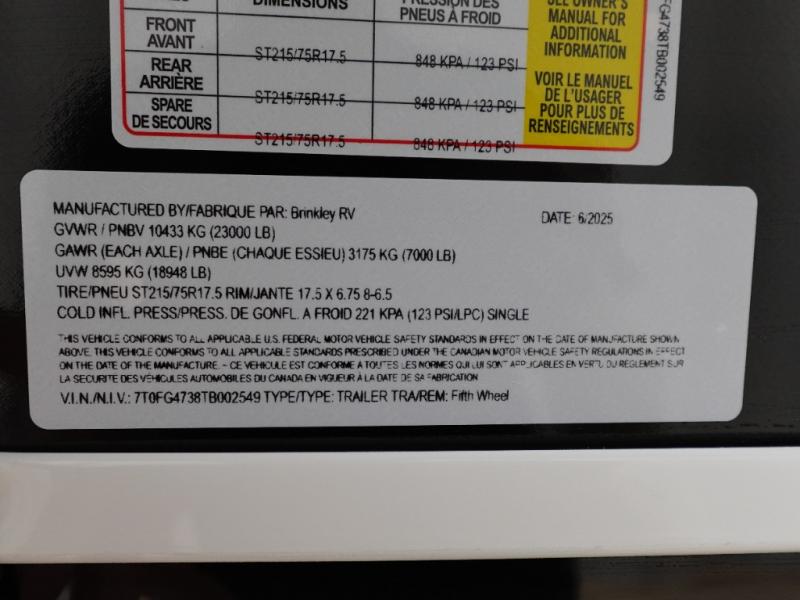 DIMENSIONS
PRESSION DES
PNEUS À FROID
SEE OWNER'S
MANUAL FOR
ADDITIONAL
INFORMATION
FRONT
AVANT
ST215/75R17.5
848 KPA / 123 PSI
REAR
ARRIÈRE
ST215/75R17.5
848 KPA / 123 PSI
SPARE
DE SECOURS
ST215/75R17.5
848 KPA / 123 PSI
VOIR LE MANUEL
DE L'USAGER
POUR PLUS DE
RENSEIGNEMENTS
FG4738TB002549
MANUFACTURED BY/FABRIQUE PAR: Brinkley RV
DATE: 6/2025
GVWR / PNBV 10433 KG (23000 LB)
GAWR (EACH AXLE) / PNBE (CHAQUE ESSIEU) 3175 KG (7000 LB)
UVW 8595 KG (18948 LB)
TIRE/PNEU ST215/75R17.5 RIM/JANTE 17.5 X 6.75 8-6.5
COLD INFL. PRESS/PRESS. DE GONFL. A FROID 221 KPA (123 PSI/LPC) SINGLE
THIS VEHICLE CONFORMS TO ALL APPLICABLE U.S. FEDERAL MOTOR VEHICLE SAFETY STANDARDS IN EFFECT ON THE DATE OF MANUFACTURE SHOWN
ABOVE. THIS VEHICLE CONFORMS TO ALL APPLICABLE STANDARDS PRESCRIBED UNDER THE CANADIAN MOTOR VEHICLE SAFETY REGULATIONS IN EFFECT
ON THE DATE OF THE MANUFACTURE. - CE VEHICULE EST CONFORME A TOUTES LES NORMES QUI LUI SONT APPLICABLES EN VERTU DU REGLEMENT SUR
LA SECURITE DES VEHICULES AUTOMOBILES DU CANADA EN VIGUEUR À LA DATE DE SA FABRICATION
V.I.N./N.I.V.: 7T0FG4738TB002549 TYPE/TYPE: TRAILER TRA/REM: Fifth Wheel